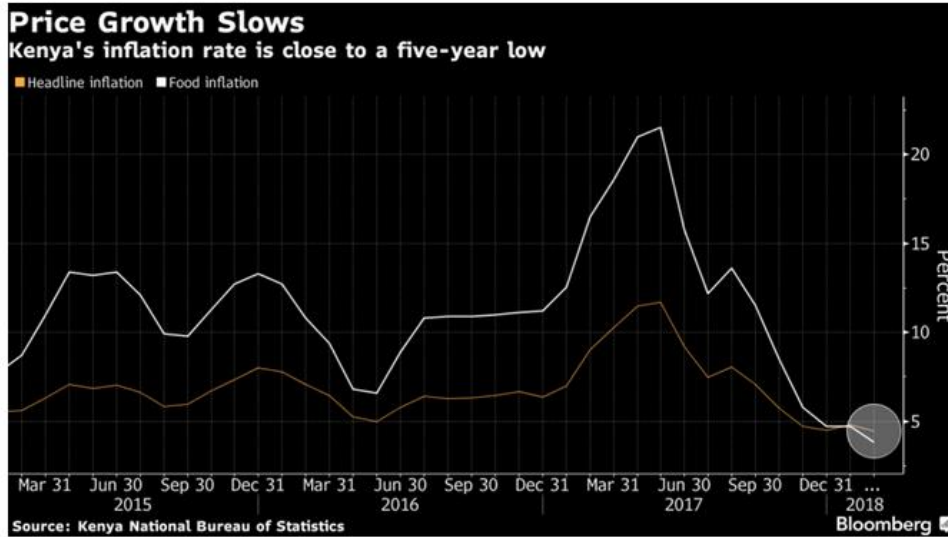 Price Growth Slows
Kenya's inflation rate is close to a five-year low
Headline inflation Food inflation
20
15
10
5
Percent
Mar 31 Jun 30 Sep 30 Dec 31 Mar 31 Jun 30 Sep 30 Dec 31 Mar 31 Jun 30 Sep 30 Dec 31 ...
2015 2016 2017 2018
Source: Kenya National Bureau of Statistics
Bloomberg